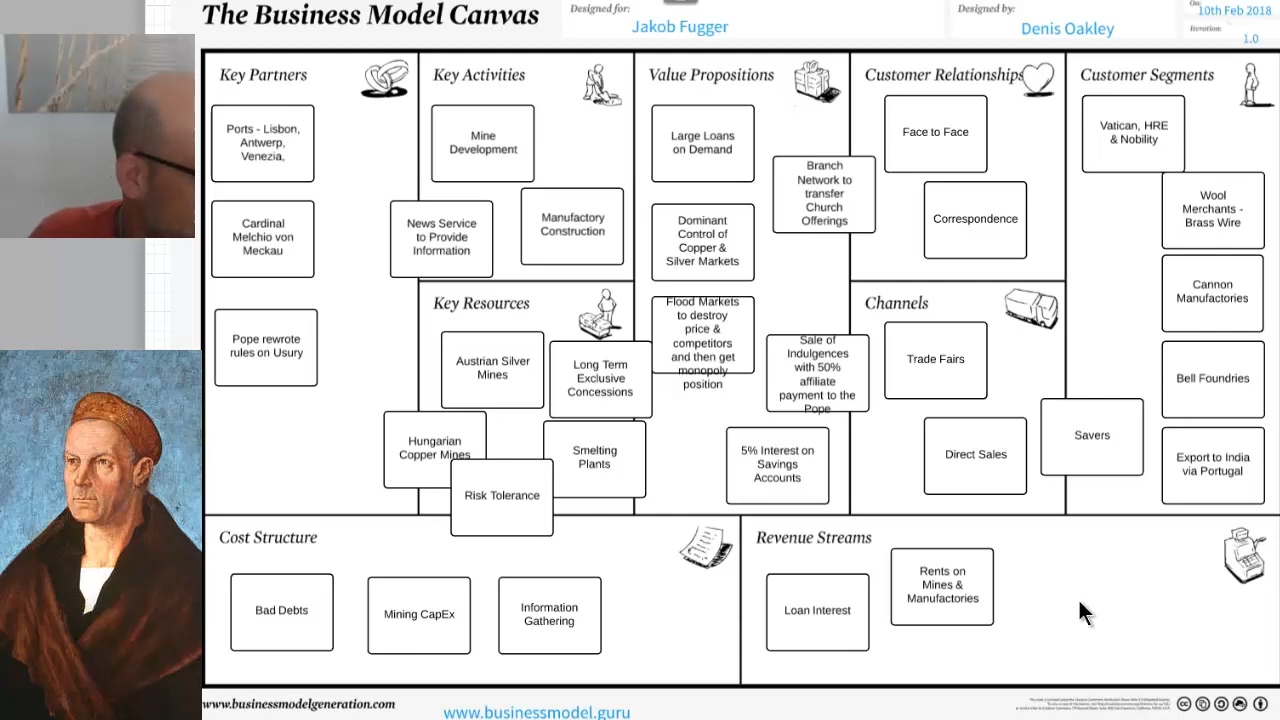 The Business Model Canvas
Designed for:
Jakob Fugger
Designed by:
Denis Oakley
On:
10th Feb 2018
Iteration:
1.0
Key Partners
Ports - Lisbon,
Antwerp,
Venezia,
Cardinal
Melchio von
Meckau
Pope rewrote
rules on Usury
Key Activities
Mine
Development
News Service
to Provide
Information
Manufactory
Construction
Key Resources
Austrian Silver
Mines
Long Term
Exclusive
Concessions
Hungarian
Copper Mines
Smelting
Plants
Risk Tolerance
Value Propositions
Large Loans
on Demand
Branch
Network to
transfer
Church
Offerings
Dominant
Control of
Copper &
Silver Markets
Flood Markets
to destroy
price &
competitors
and then get
monopoly
position
Sale of
Indulgences
with 50%
affiliate
payment to the
Pope
5% Interest on
Savings
Accounts
Customer Relationships
Face to Face
Correspondence
Channels
Trade Fairs
Direct Sales
Customer Segments
Vatican, HRE
& Nobility
Wool
Merchants -
Brass Wire
Cannon
Manufactories
Bell Foundries
Savers
Export to India
via Portugal
Cost Structure
Bad Debts
Mining CapEx
Information
Gathering
Revenue Streams
Loan Interest
Rents on
Mines &
Manufactories
www.businessmodelgeneration.com
w.businessmodel.guru